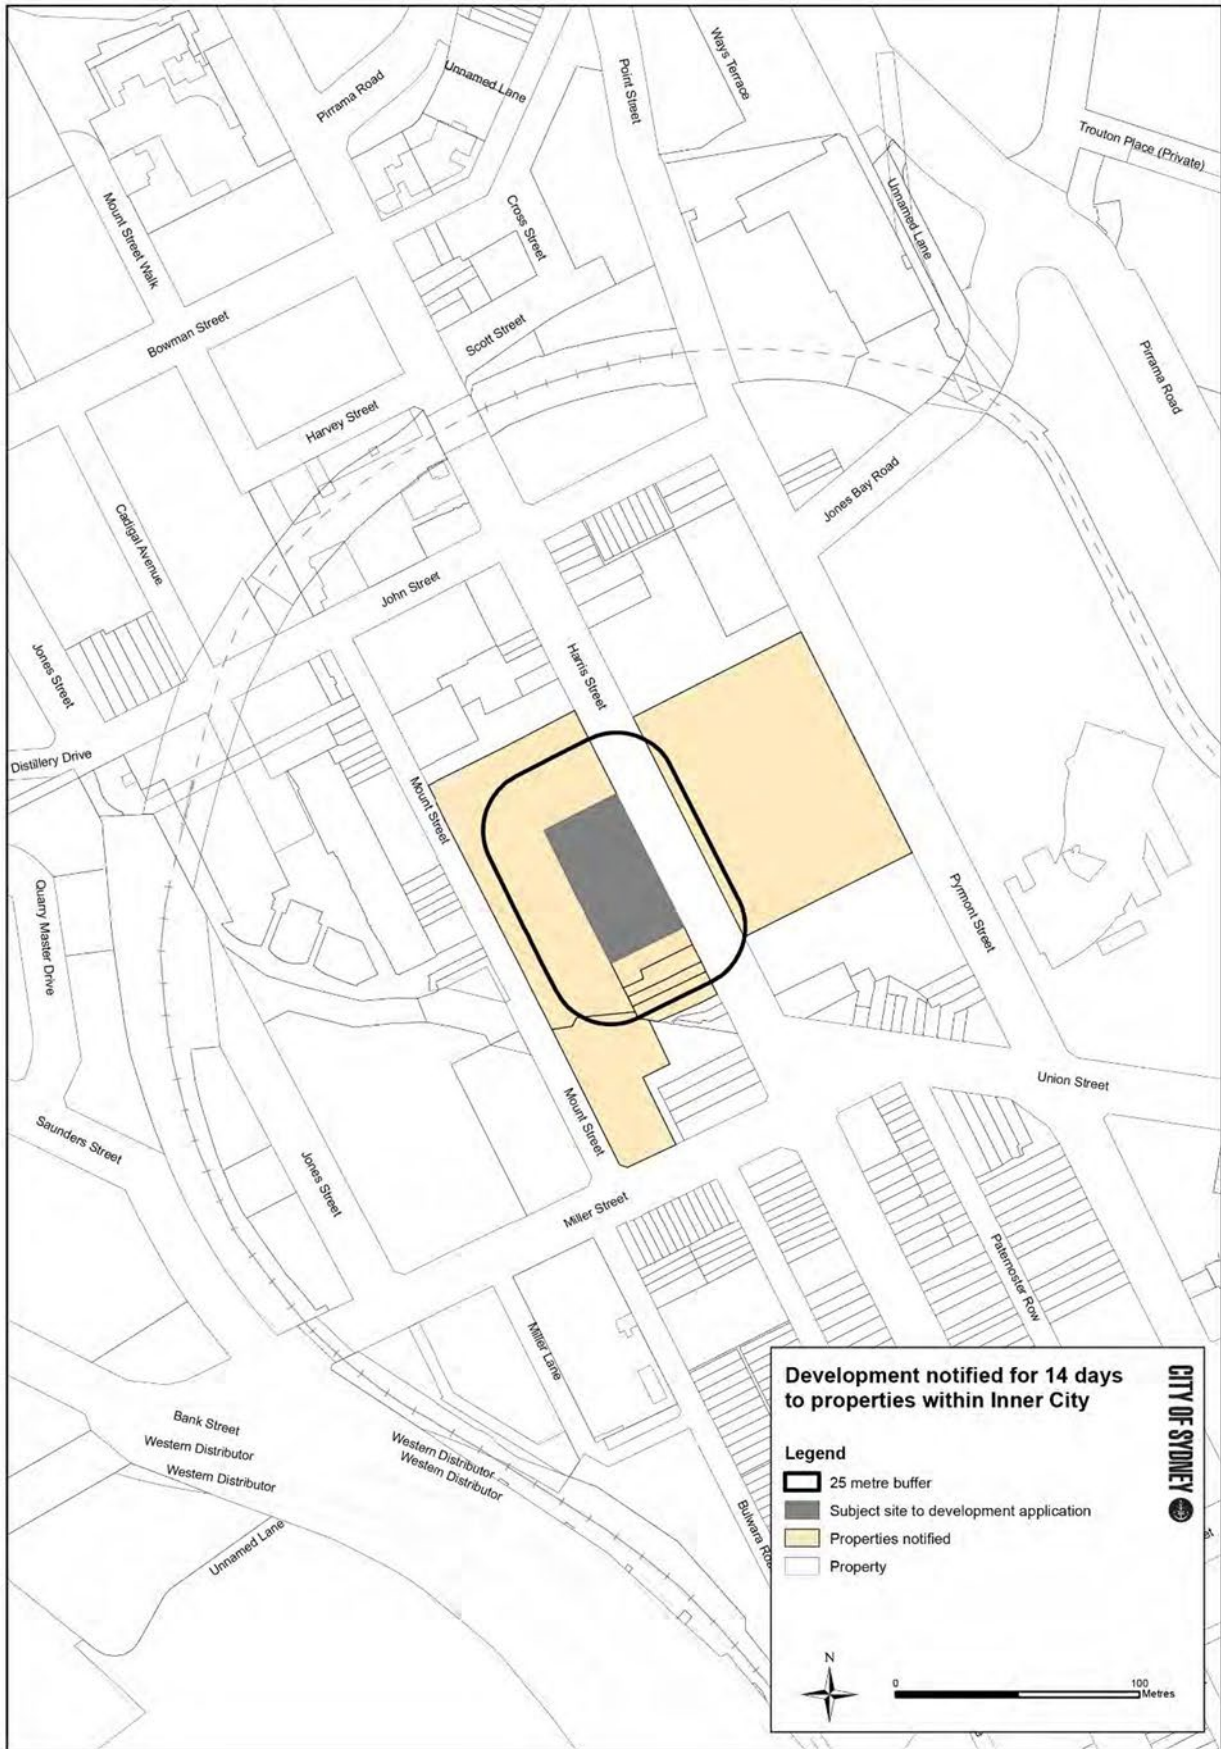 Pirrama Road
Unnamed Lane
Point Street
Ways Terrace
Trouton Place (Private)
Mount Street Walk
Cross Street
Unnamed Lane
Bowman Street
Scott Street
Pirrama Road
Harvey Street
Jones Bay Road
Cadigal Avenue
John Street
Jones Street
Harris Street
Distillery Drive
Mount Street
Quarry Master Drive
Pyrmont Street
Union Street
Saunders Street
Mount Street
Jones Street
Miller Street
Paternoster Row
Miller Lane
Bank Street
Western Distributor
Western Distributor
Western Distributor
Western Distributor
Unnamed Lane
Bulwara
Development notified for 14 days
to properties within Inner City
CITY OF SYDNEY
Legend
25 metre buffer
Subject site to development application
Properties notified
Property
N
0
100
Metres